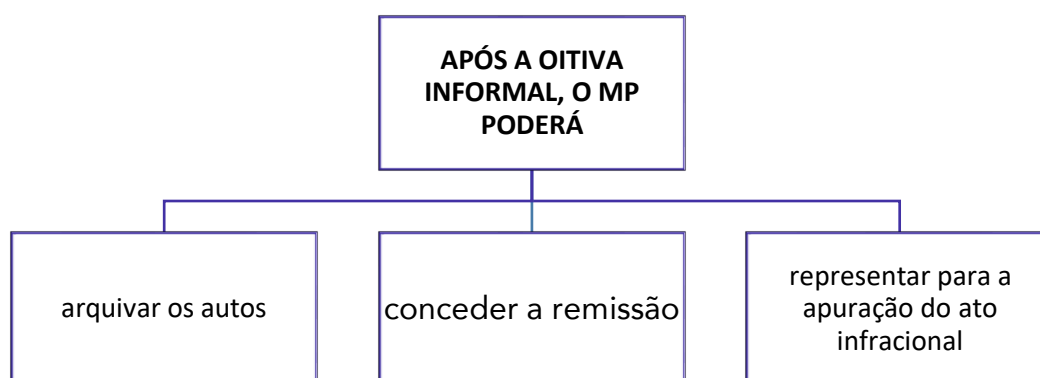 APÓS A OITIVA
INFORMAL, O MP
PODERÁ
arquivar os autos
conceder a remissão
representar para a
apuração do ato
infracional